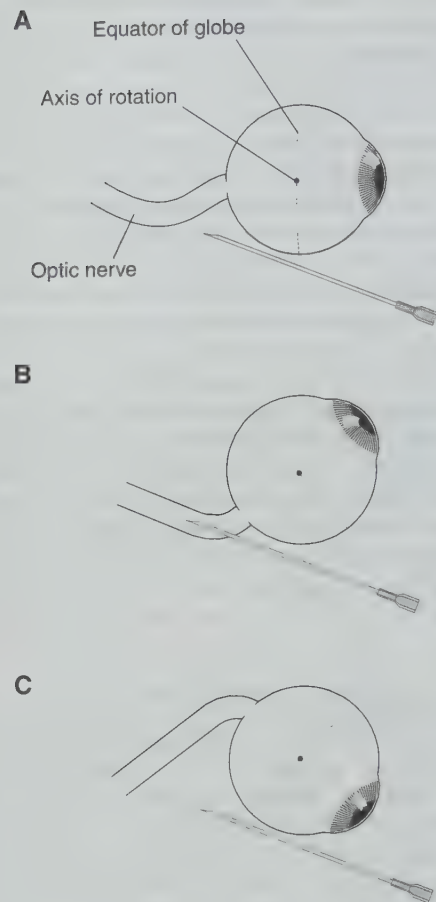 A
Equator of globe
Axis of rotation
Optic nerve
B
C